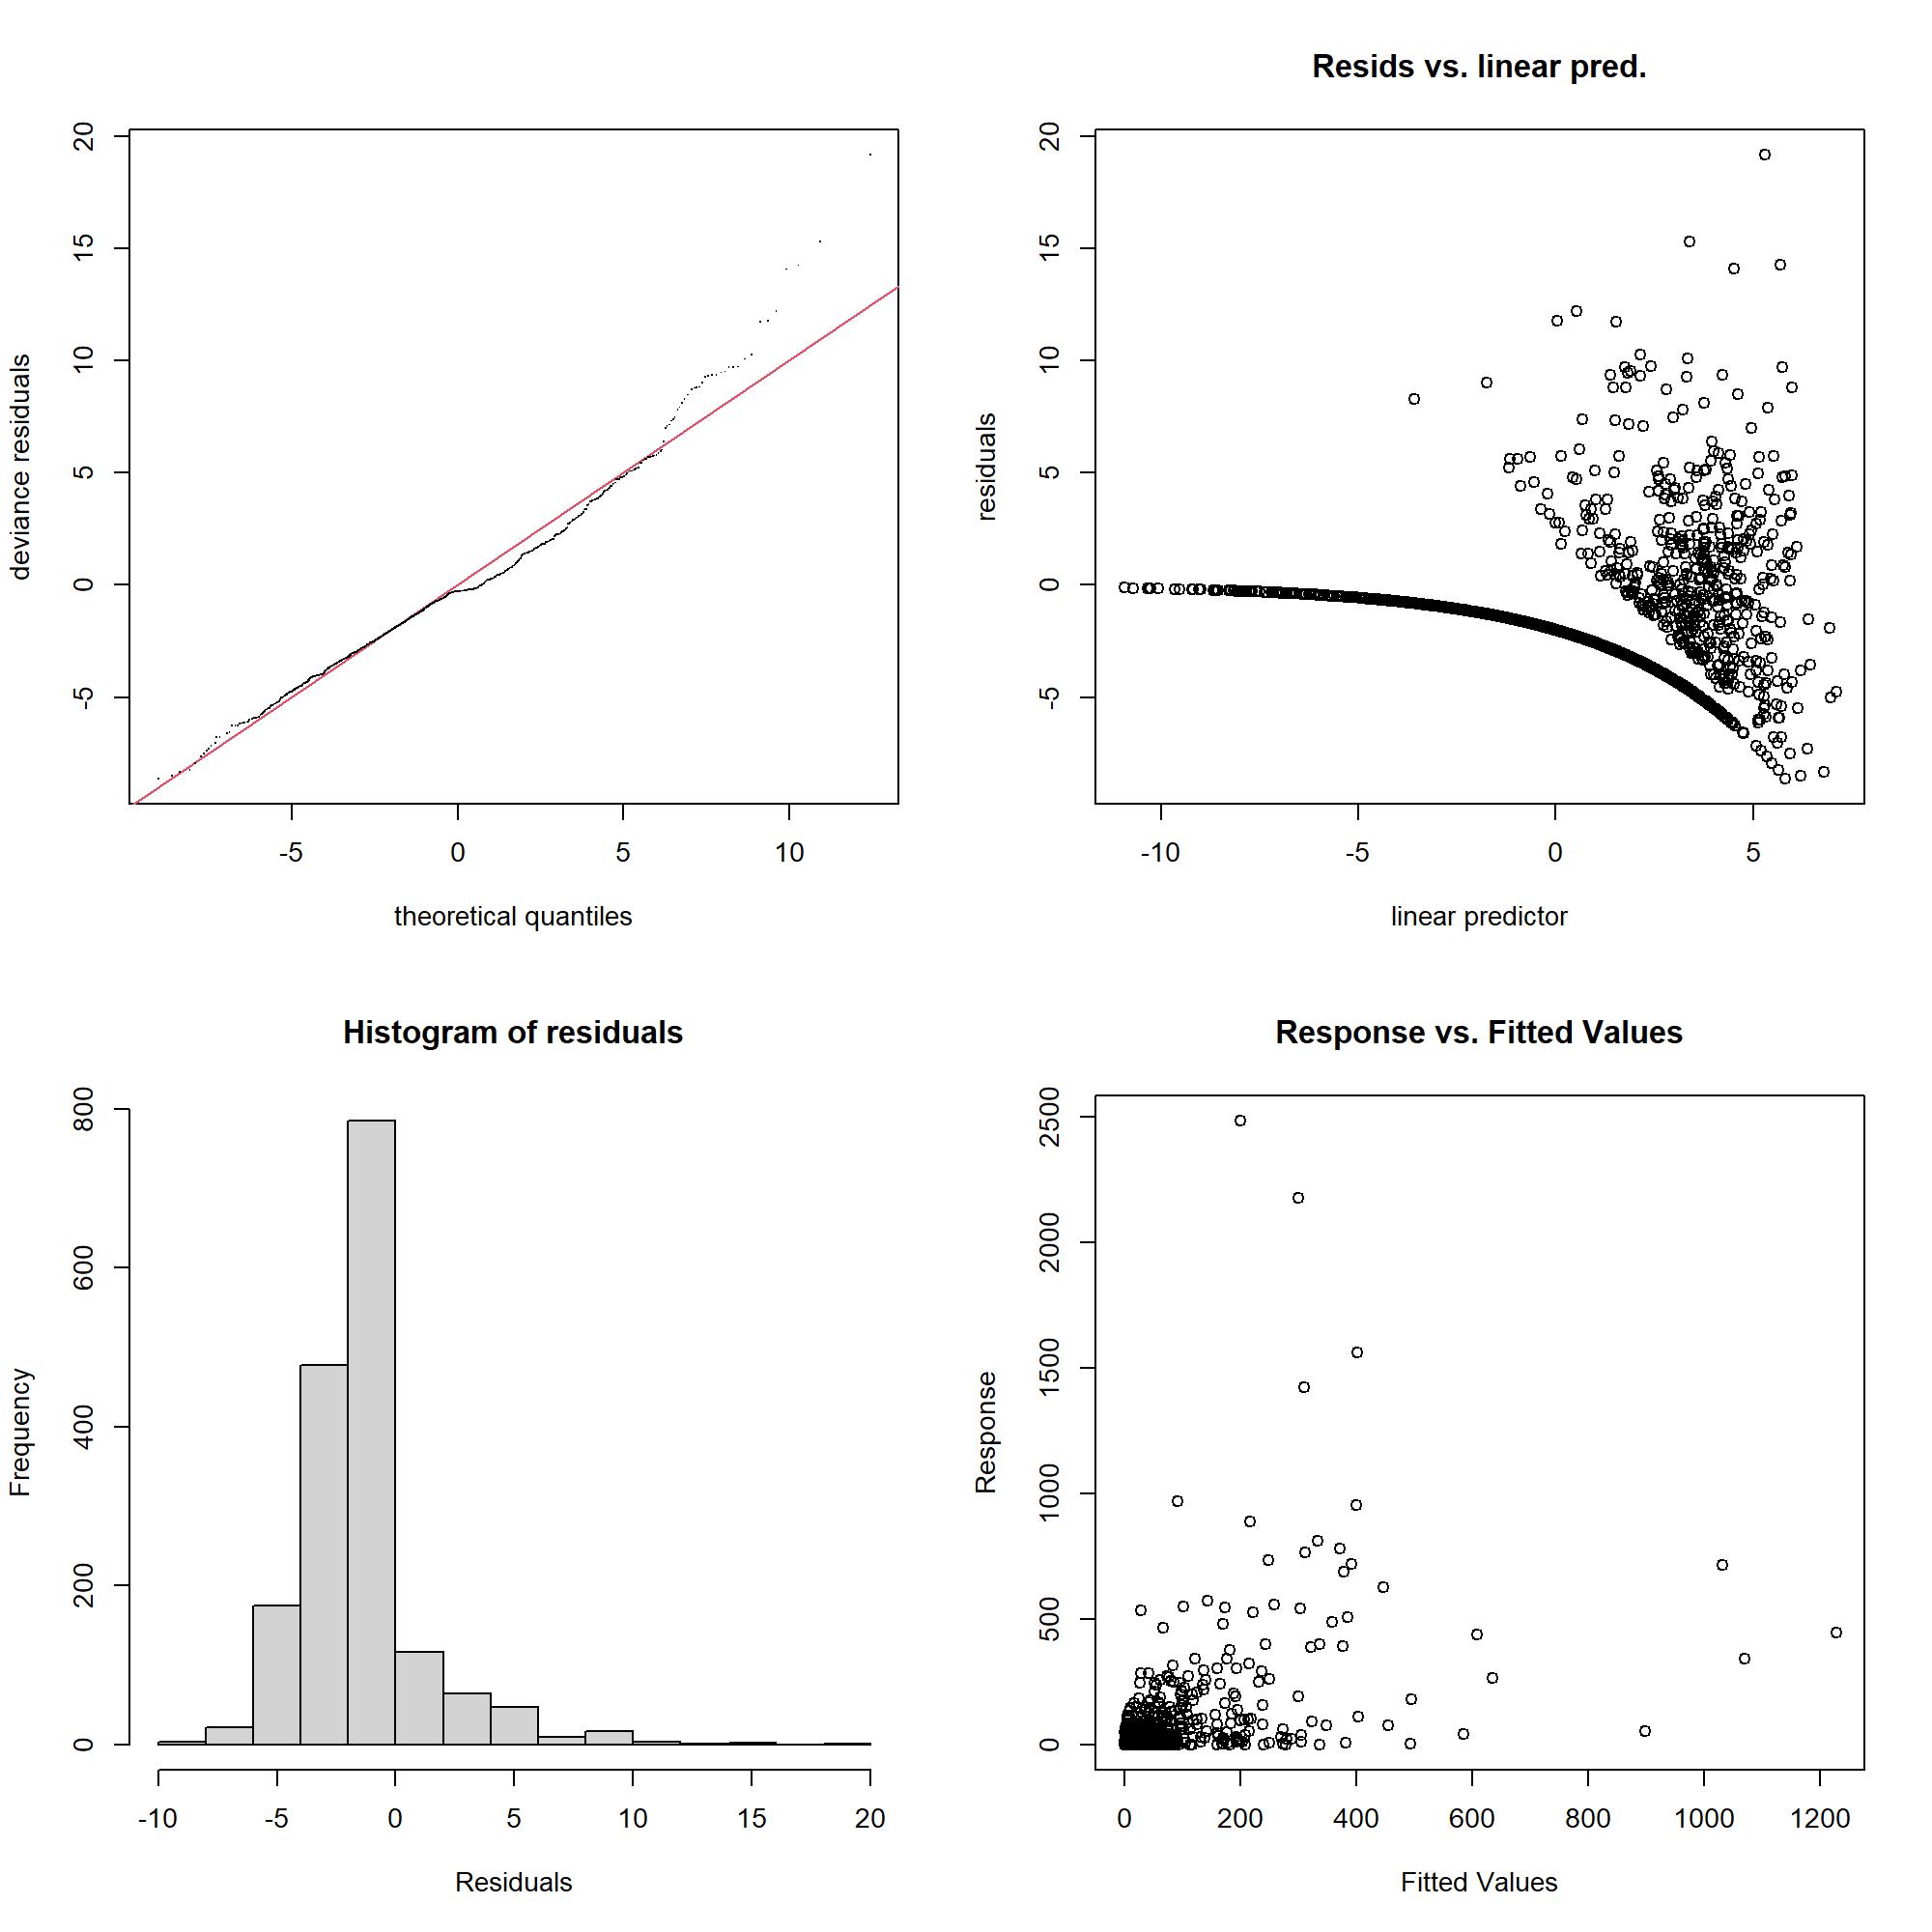 deviance residuals
20
15
10
5
0
-5
-5 0 5 10
theoretical quantiles
Resids vs. linear pred.
residuals
20
15
10
5
0
-5
-10 -5 0 5
linear predictor
Histogram of residuals
Frequency
800
600
400
200
0
-10 -5 0 5 10 15 20
Residuals
Response vs. Fitted Values
Response
2500
2000
1500
1000
500
0
0 200 400 600 800 1000 1200
Fitted Values